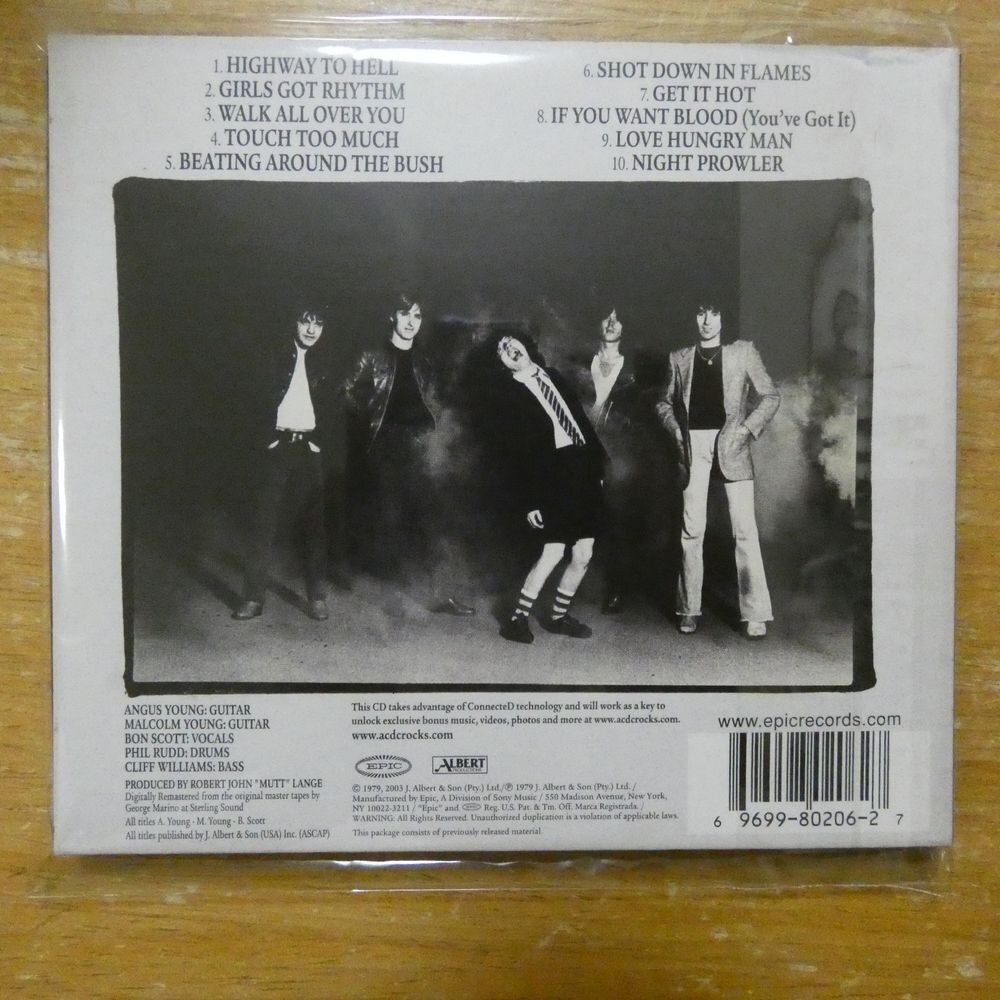 1. HIGHWAY TO HELL
2. GIRLS GOT RHYTHM
3. WALK ALL OVER YOU
4. TOUCH TOO MUCH
5. BEATING AROUND THE BUSH
6. SHOT DOWN IN FLAMES
7. GET IT HOT
8. IF YOU WANT BLOOD (You've Got It)
9. LOVE HUNGRY MAN
10. NIGHT PROWLER
ANGUS YOUNG: GUITAR
MALCOLM YOUNG: GUITAR
BON SCOTT: VOCALS
PHIL RUDD: DRUMS
CLIFF WILLIAMS: BASS
PRODUCED BY ROBERT JOHN "MUTT" LANGE
Digitally Remastered from the original master tapes by
George Marino at Sterling Sound
All titles A. Young - M. Young - B. Scott
All titles published by J. Albert & Son (USA) Inc. (ASCAP)
This CD takes advantage of ConnecteD technology and will work as a key to
unlock exclusive bonus music, videos, photos and more at www.acdcrocks.com.
www.acdcrocks.com
EPIC
ALBERT
PRODUCTIONS
© 1979, 2003 J. Albert & Son (Pty.) Ltd./℗ 1979 J. Albert & Son (Pty.) Ltd. /
Manufactured by Epic, A Division of Sony Music / 550 Madison Avenue, New York,
NY 10022-3211 / "Epic" and EPIC Reg. U.S. Pat. & Tm. Off. Marca Registrada. /
WARNING: All Rights Reserved. Unauthorized duplication is a violation of applicable laws.
This package consists of previously released material.
www.epicrecords.com
6 9699-80206-2 7